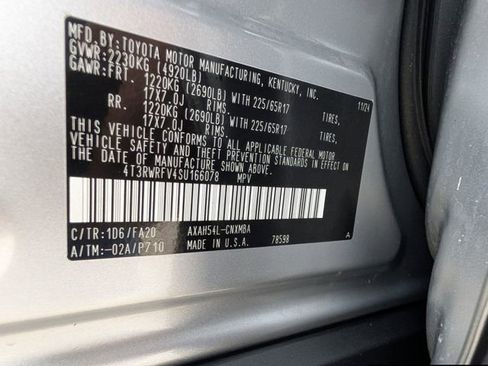 MFD.BY:TOYOTA MOTOR MANUFACTURING, KENTUCKY, INC.
GVWR:2230KG (4920LB) 11/24
GAWR:FRT. 1220KG (2690LB) WITH 225/65R17
17X7.0J RIMS,
RR. 1220KG (2690LB) WITH 225/65R17
17X7.0J RIMS,
THIS VEHICLE CONFORMS TO ALL APPLICABLE FEDERAL MOTOR
VEHICLE SAFETY AND THEFT PREVENTION STANDARDS IN EFFECT ON
THE DATE OF MANUFACTURE SHOWN ABOVE.
4T3RWRFV4SU166078 MPV
C/TR:1D6/FA20 AXAH54L-CNXMBA
A/TM:-02A/P710 MADE IN U.S.A. 78598 A